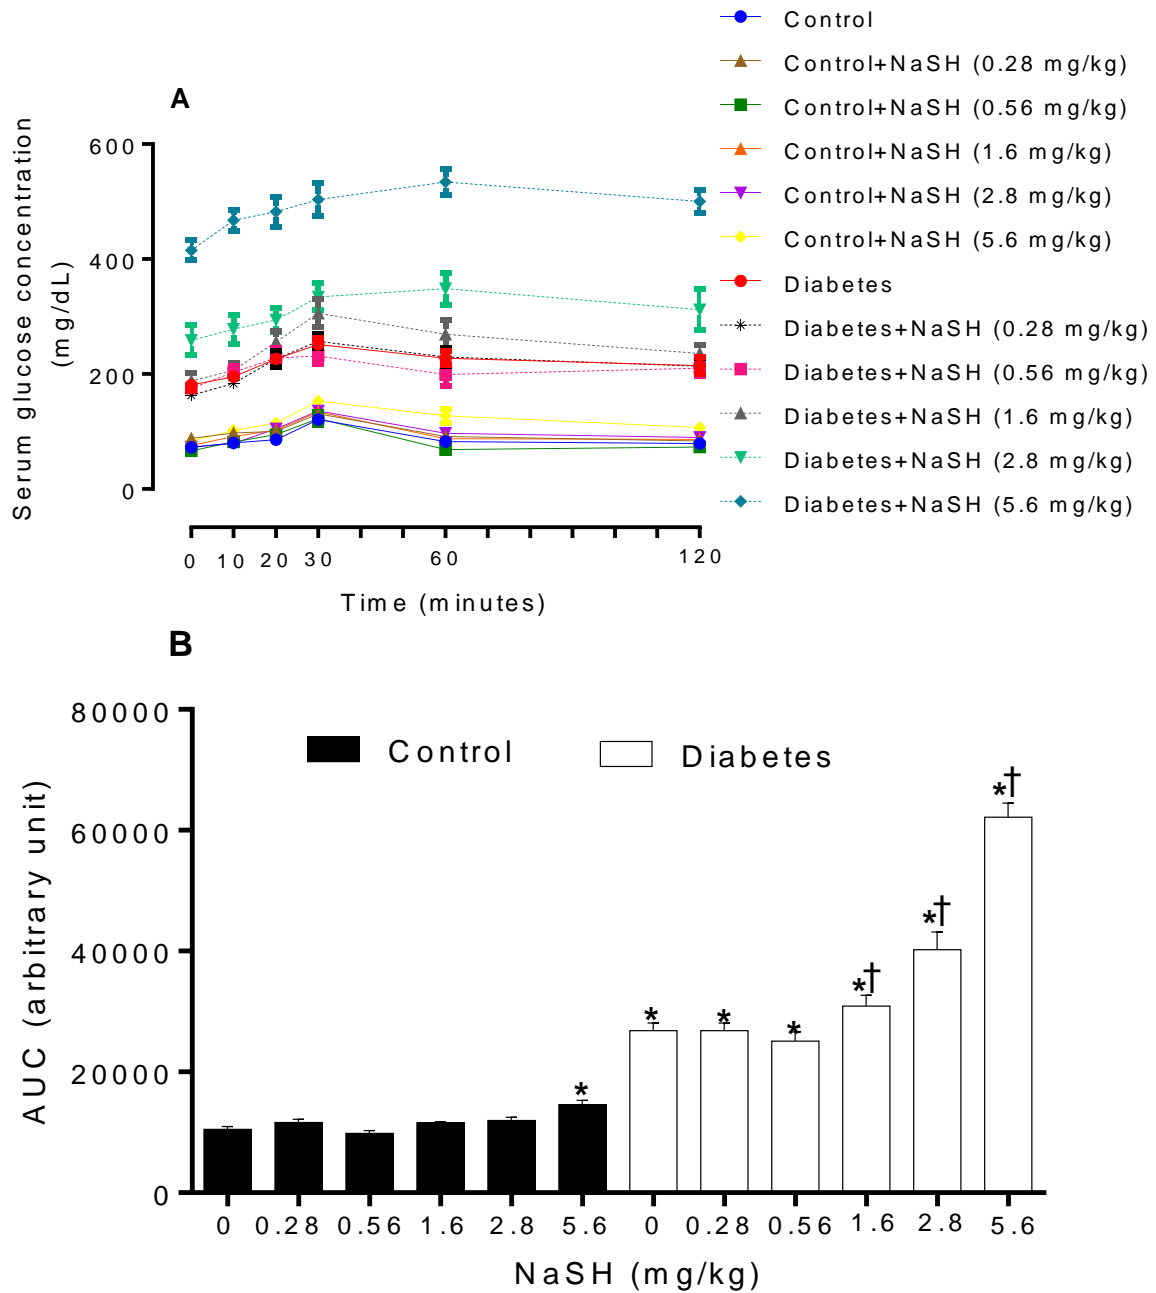 A
Serum glucose concentration
(mg/dL)
600
400
200
0
0 10 20 30 60 120
Time (minutes)
Control
Control+NaSH (0.28 mg/kg)
Control+NaSH (0.56 mg/kg)
Control+NaSH (1.6 mg/kg)
Control+NaSH (2.8 mg/kg)
Control+NaSH (5.6 mg/kg)
Diabetes
Diabetes+NaSH (0.28 mg/kg)
Diabetes+NaSH (0.56 mg/kg)
Diabetes+NaSH (1.6 mg/kg)
Diabetes+NaSH (2.8 mg/kg)
Diabetes+NaSH (5.6 mg/kg)
B
AUC (arbitrary unit)
80000
60000
40000
20000
0
Control Diabetes
*
*
*
*
*†
*†
*†
0 0.28 0.56 1.6 2.8 5.6 0 0.28 0.56 1.6 2.8 5.6
NaSH (mg/kg)